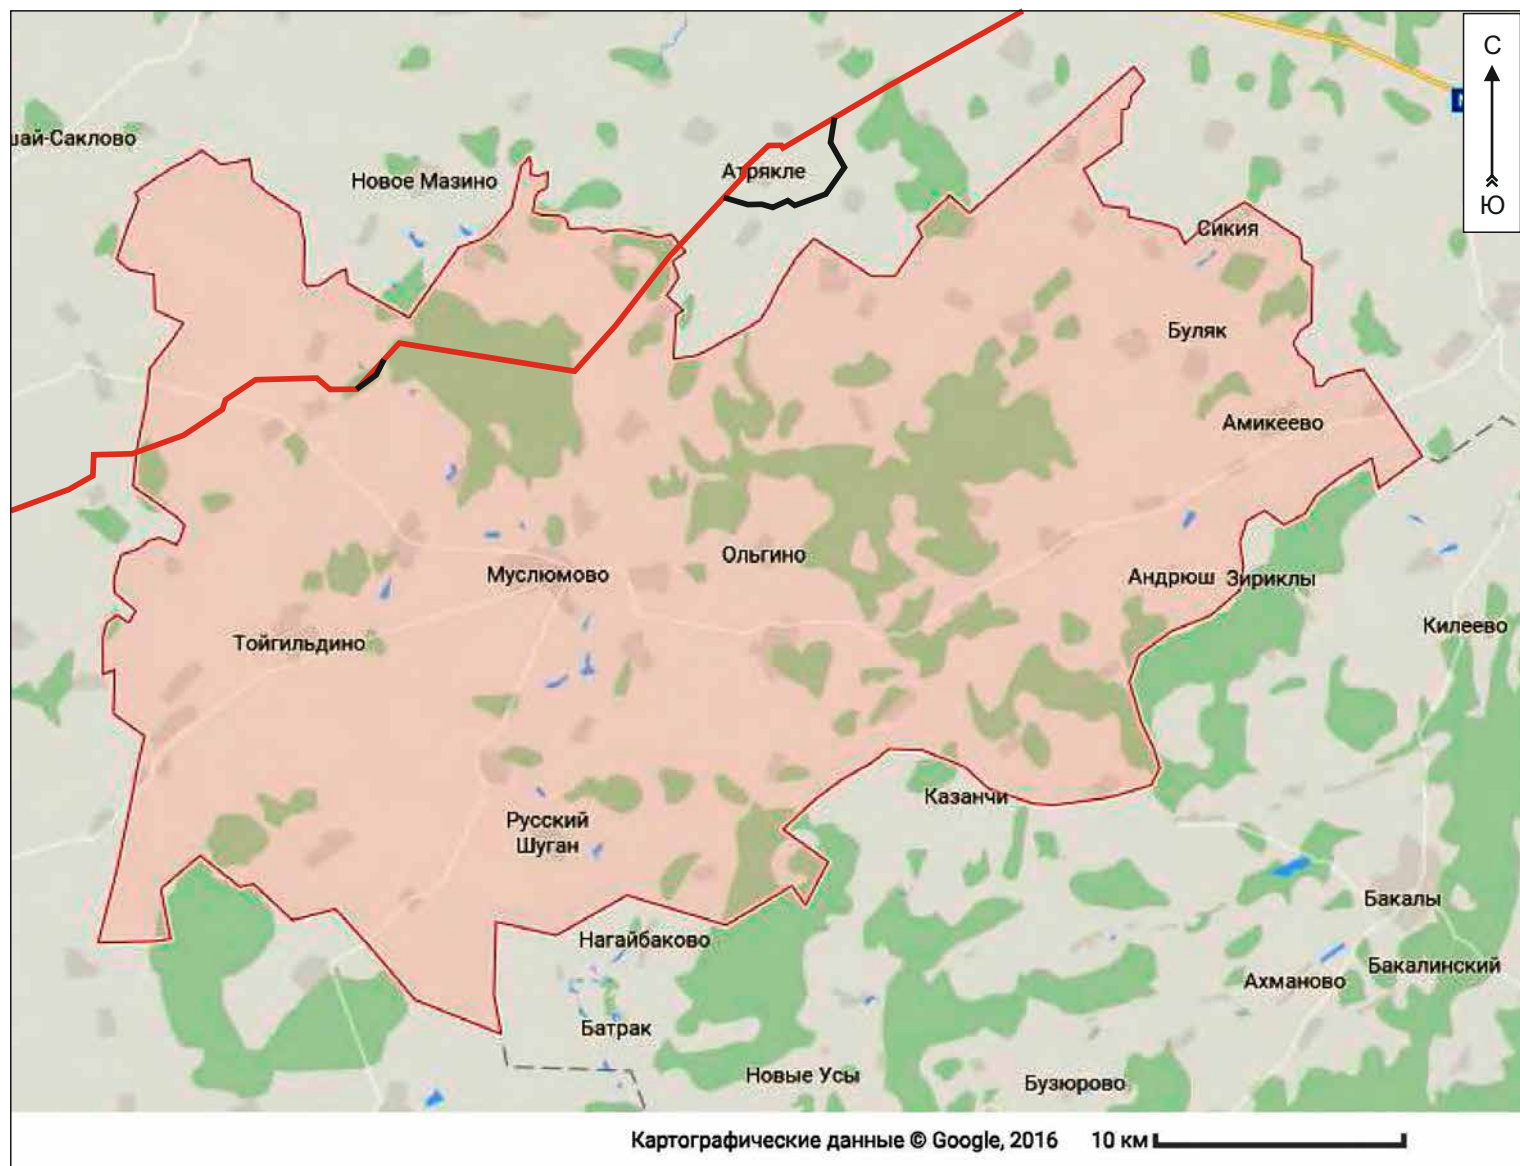 С
Ю
шай-Саклово
Новое Мазино
Атрякле
Сикия
Буляк
Амикеево
Ольгино
Муслюмово
Андрюш
Зириклы
Килеево
Тойгильдино
Казанчи
Русский
Шуган
Бакалы
Нагайбаково
Бакалинский
Ахманово
Батрак
Новые Усы
Бузюрово
Картографические данные © Google, 2016 10 км